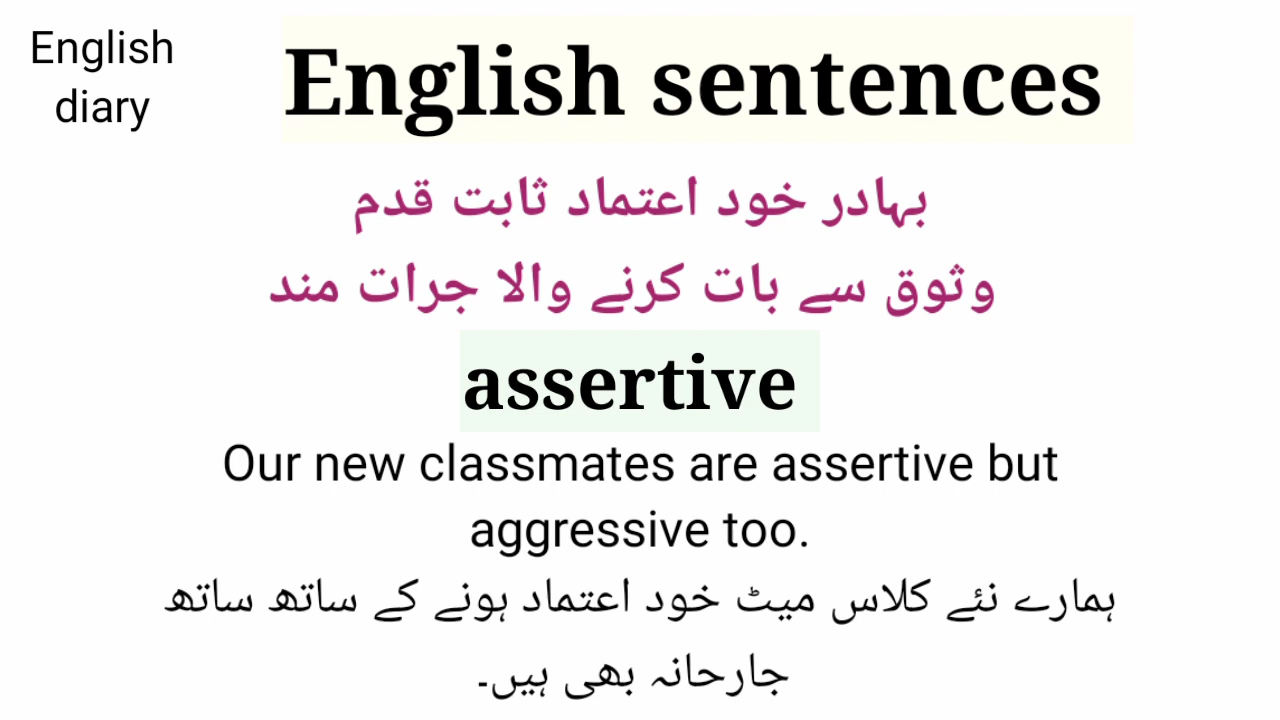 English
diary
English sentences
بہادر خود اعتماد ثابت قدم
وثوق سے بات کرنے والا جرات مند
assertive
Our new classmates are assertive but
aggressive too.
ہمارے نئے کلاس میٹ خود اعتماد ہونے کے ساتھ ساتھ
جارحانہ بھی ہیں۔